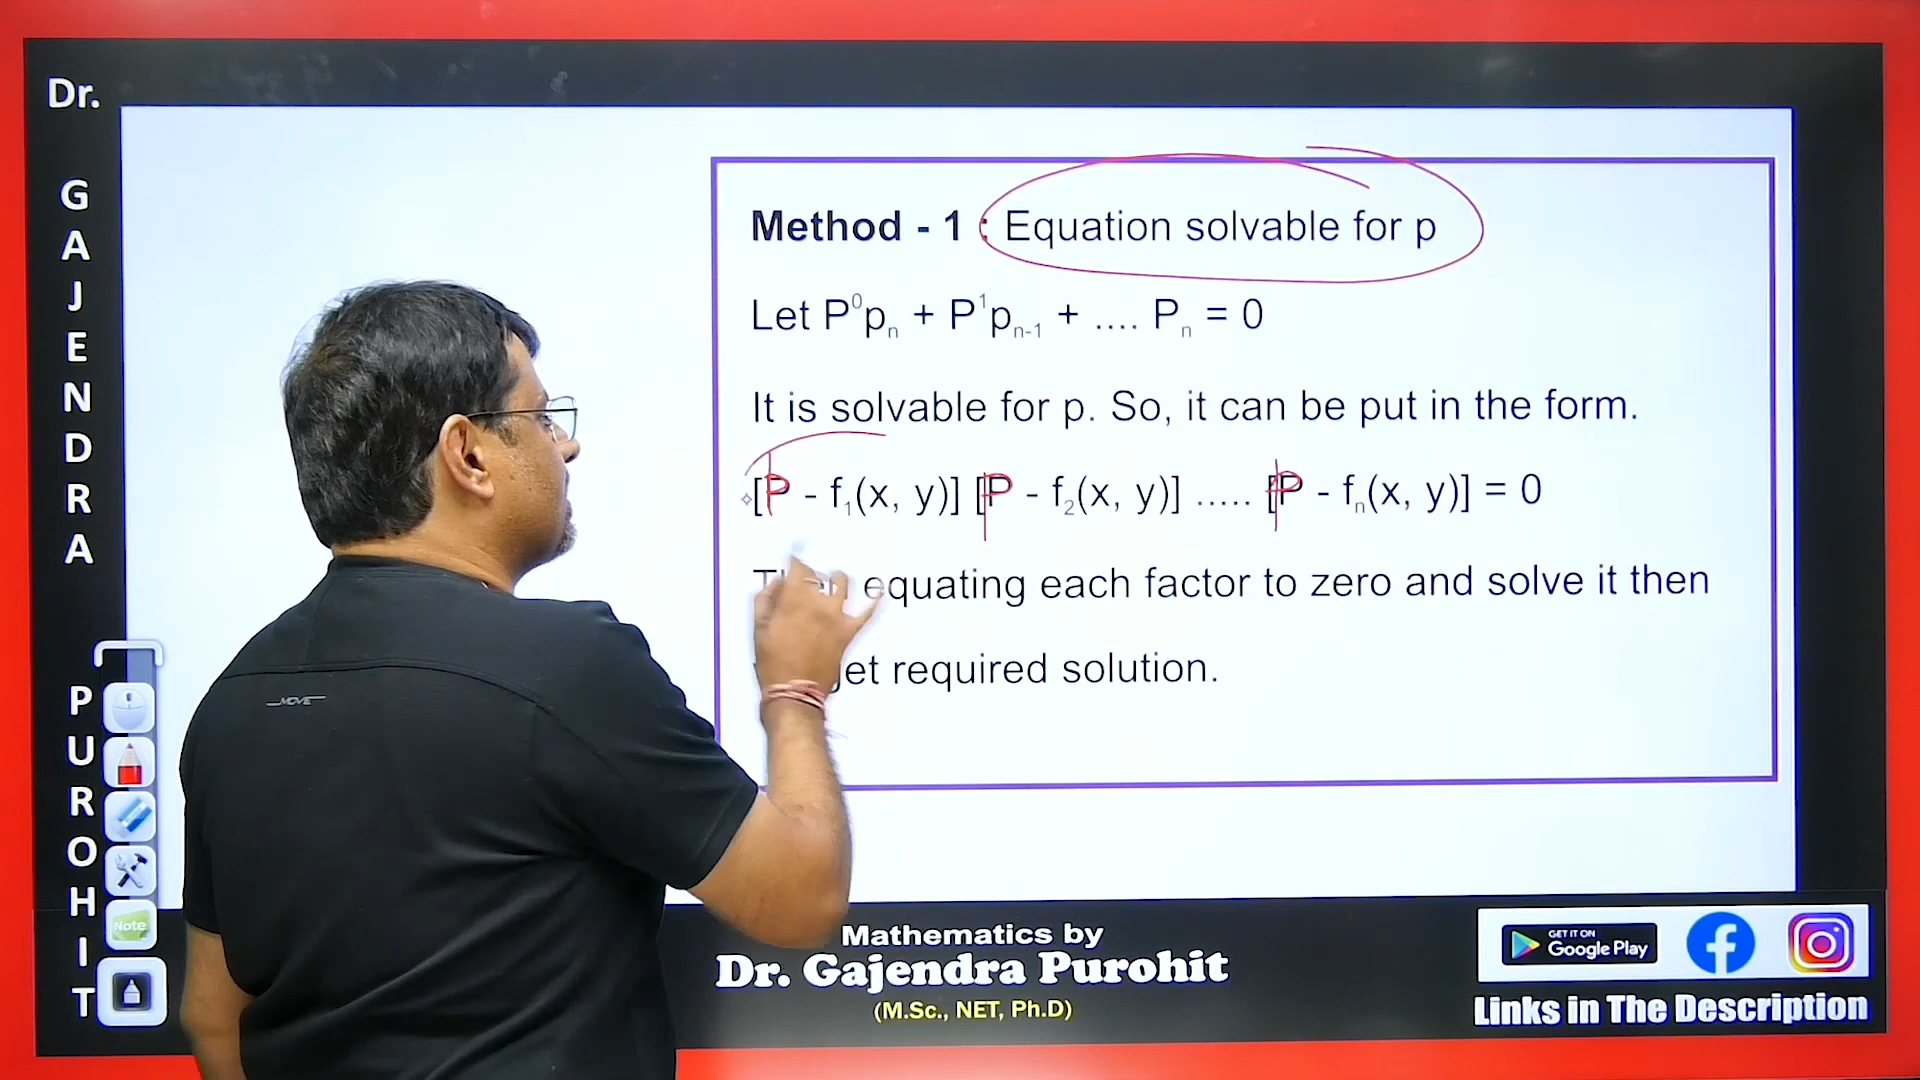 Dr.
GAJENDRA
PUROHIT
Method - 1 : Equation solvable for p
Let P⁰pₙ + P¹pₙ₋₁ + .... Pₙ = 0
It is solvable for p. So, it can be put in the form.
[P - f₁(x, y)] [P - f₂(x, y)] ..... [P - fₙ(x, y)] = 0
equating each factor to zero and solve it then
required solution.
MOVE
Note
Mathematics by
Dr. Gajendra Purohit
(M.Sc., NET, Ph.D)
GET IT ON
Google Play
Links in The Description